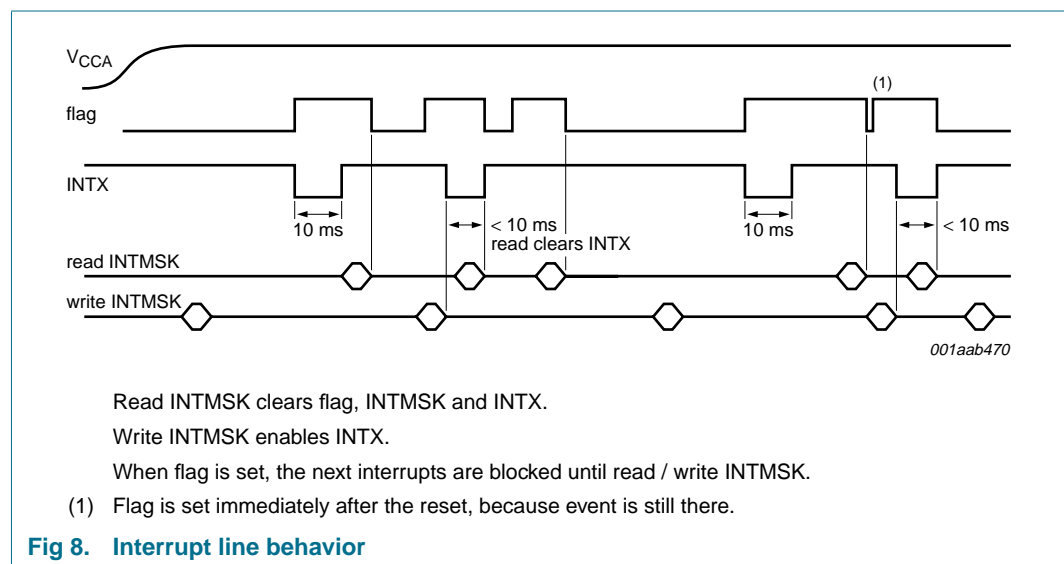 V_CCA
flag
(1)
INTX
10 ms
< 10 ms
read clears INTX
10 ms
< 10 ms
read INTMSK
write INTMSK
001aab470
Read INTMSK clears flag, INTMSK and INTX.
Write INTMSK enables INTX.
When flag is set, the next interrupts are blocked until read / write INTMSK.
(1) Flag is set immediately after the reset, because event is still there.
Fig 8. Interrupt line behavior